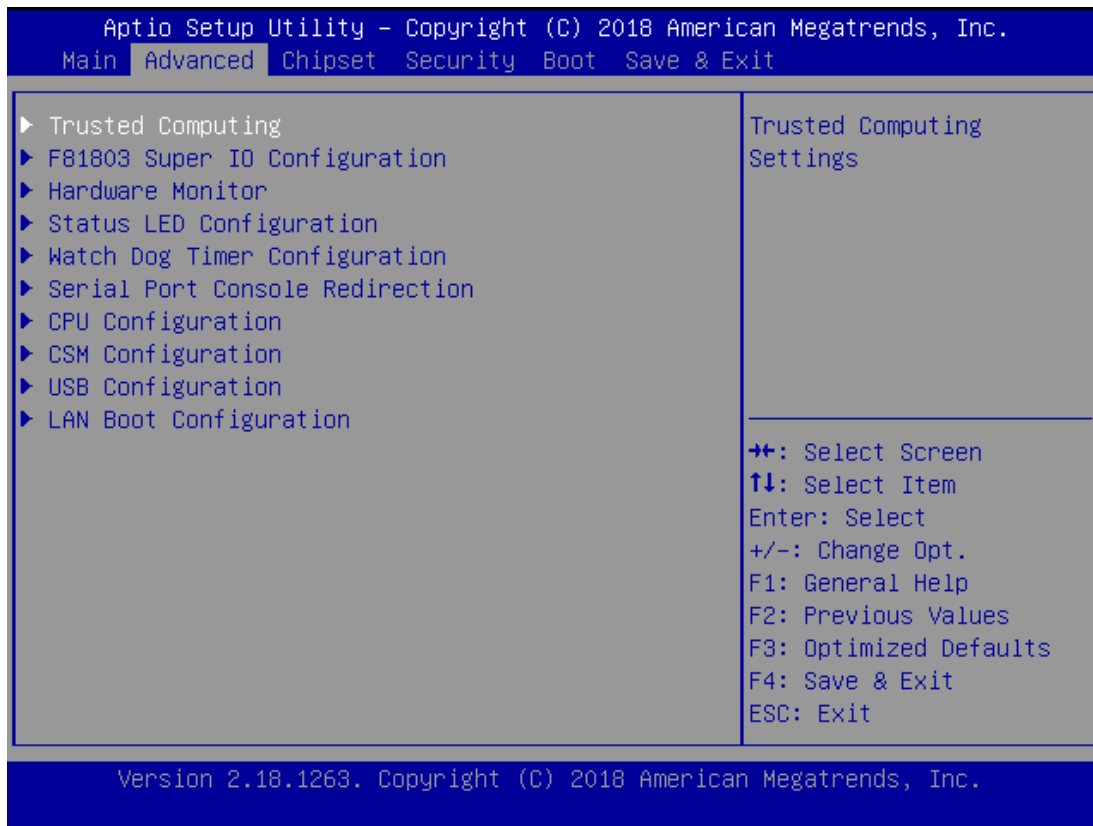 Aptio Setup Utility – Copyright (C) 2018 American Megatrends, Inc.
Main Advanced Chipset Security Boot Save & Exit
▶ Trusted Computing
▶ F81803 Super IO Configuration
▶ Hardware Monitor
▶ Status LED Configuration
▶ Watch Dog Timer Configuration
▶ Serial Port Console Redirection
▶ CPU Configuration
▶ CSM Configuration
▶ USB Configuration
▶ LAN Boot Configuration
Trusted Computing
Settings
→←: Select Screen
↑↓: Select Item
Enter: Select
+/-: Change Opt.
F1: General Help
F2: Previous Values
F3: Optimized Defaults
F4: Save & Exit
ESC: Exit
Version 2.18.1263. Copyright (C) 2018 American Megatrends, Inc.